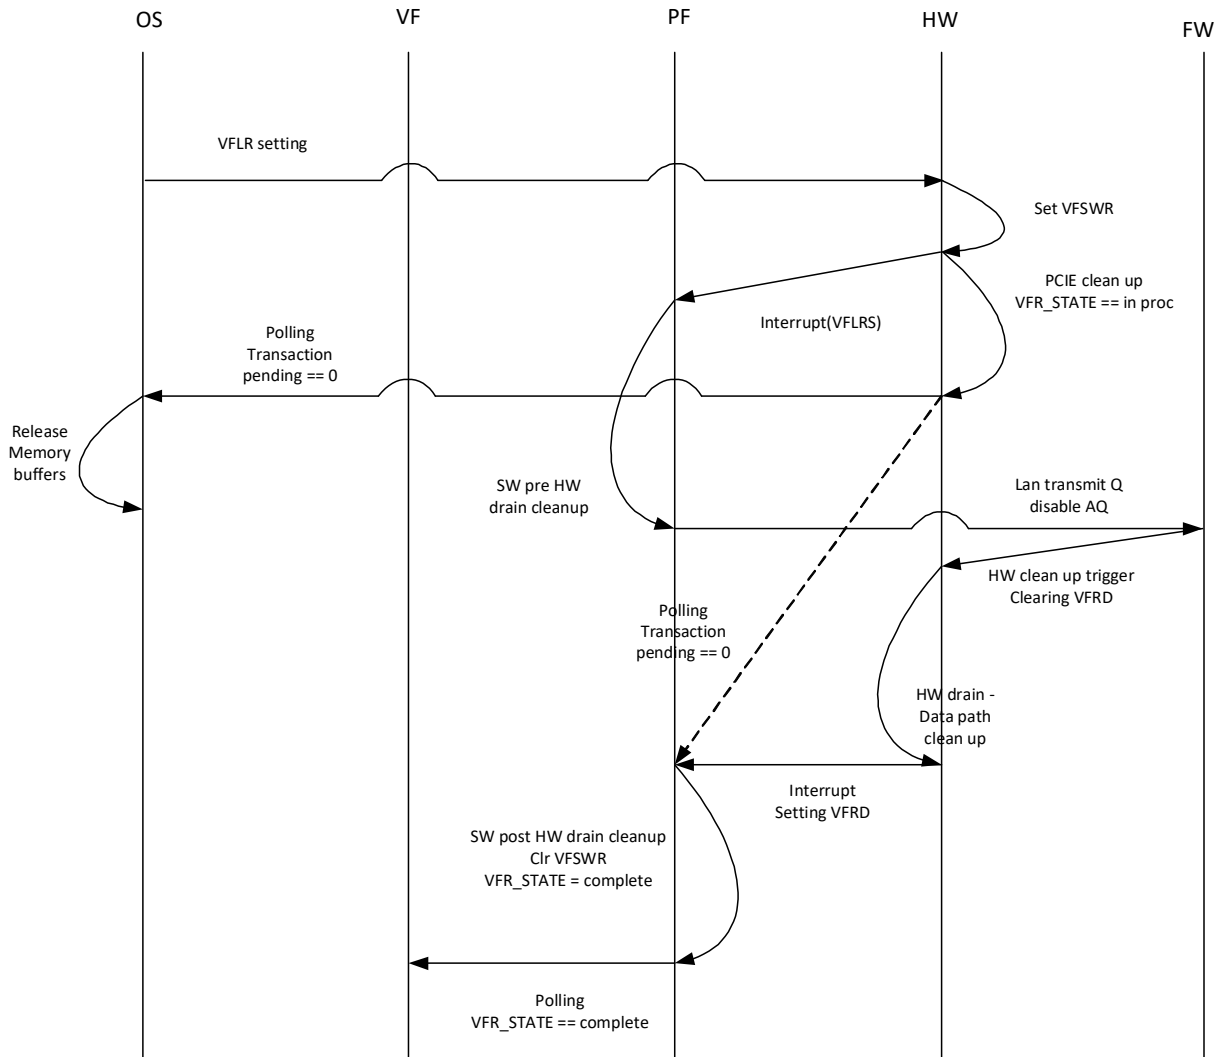 OS
VF
PF
HW
FW
VFLR setting
Set VFSWR
PCIE clean up
VFR_STATE == in proc
Interrupt(VFLRS)
Polling
Transaction
pending == 0
Release
Memory
buffers
SW pre HW
drain cleanup
Lan transmit Q
disable AQ
HW clean up trigger
Clearing VFRD
Polling
Transaction
pending == 0
HW drain -
Data path
clean up
Interrupt
Setting VFRD
SW post HW drain cleanup
Clr VFSWR
VFR_STATE = complete
Polling
VFR_STATE == complete